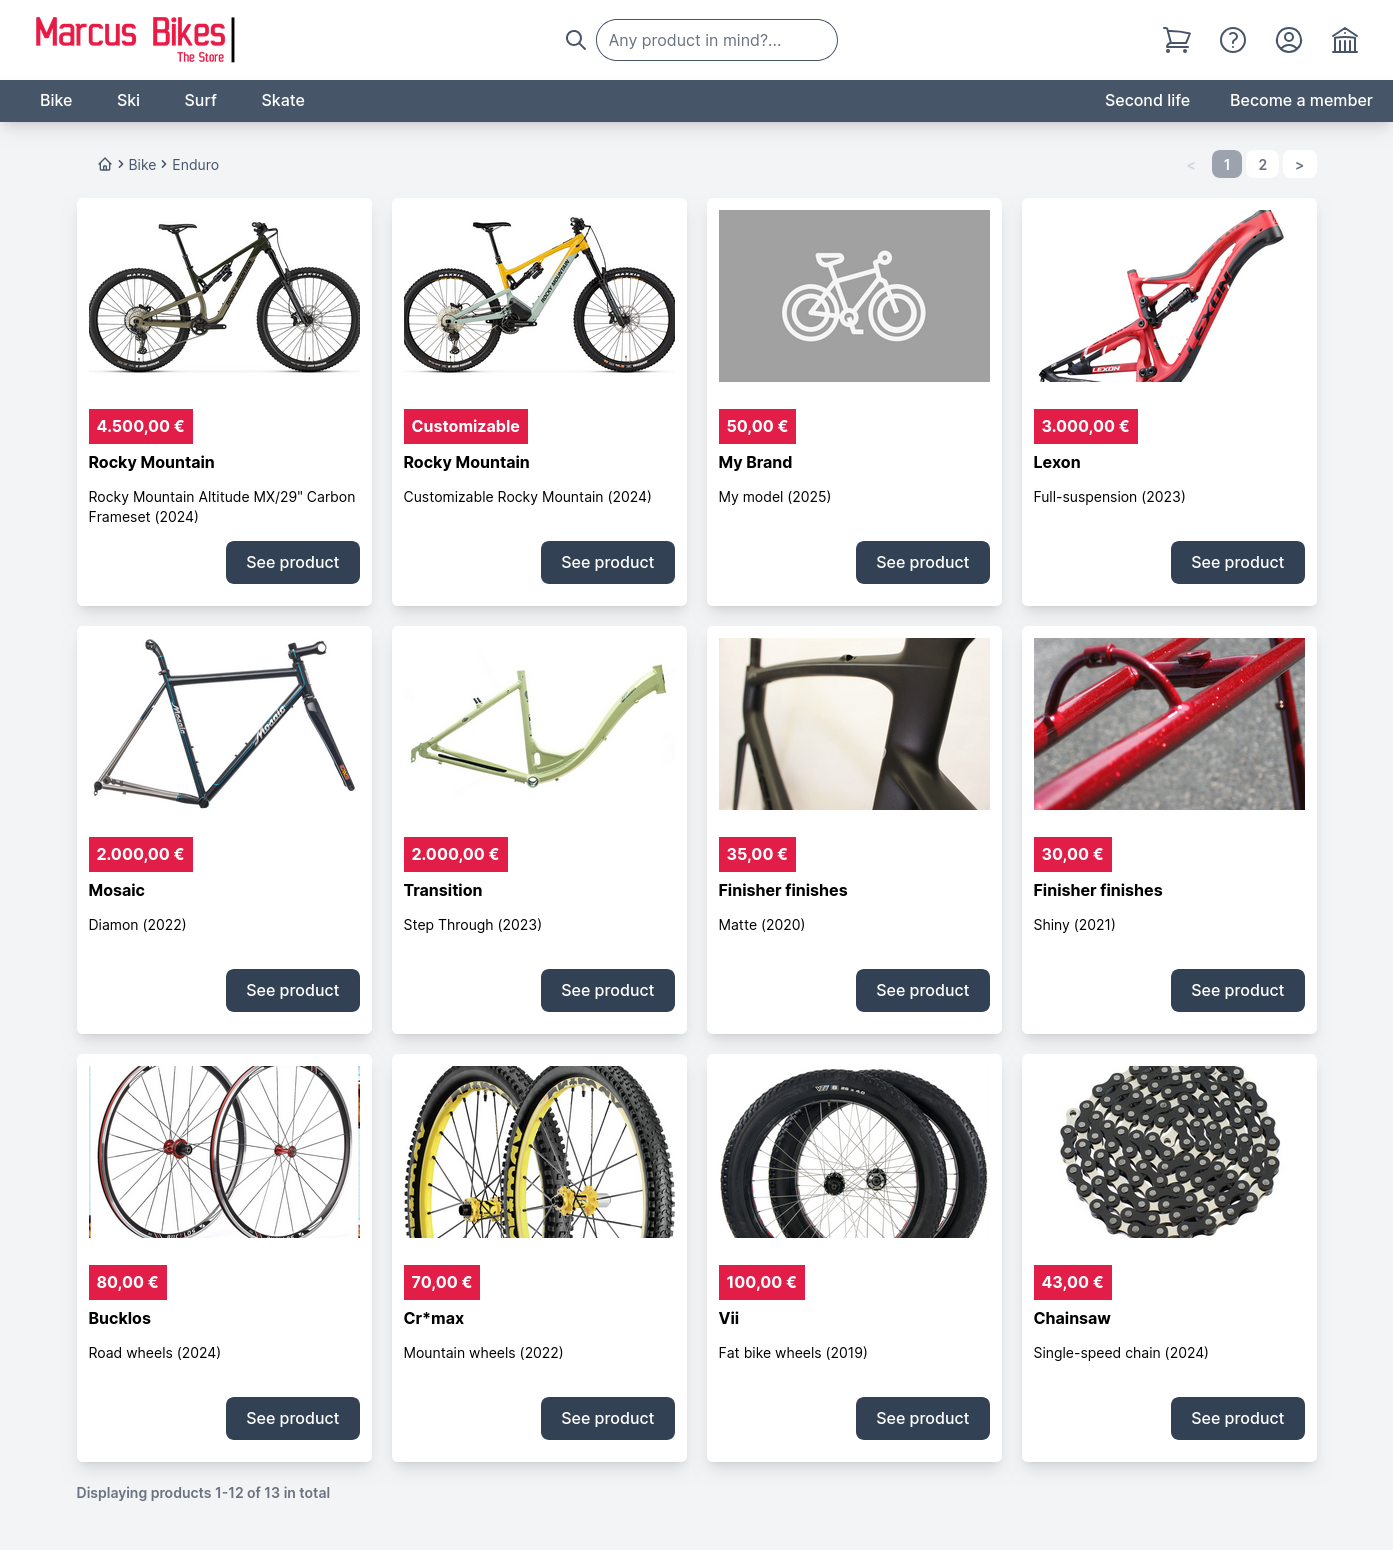 Marcus Bikes
The Store
Any product in mind?...
Bike Ski Surf Skate Second life Become a member
Bike Enduro
< 1 2 >
ROCKY MOUNTAIN
LEXON
LEXON
4.500,00 € Customizable 50,00 € 3.000,00 €
Rocky Mountain Rocky Mountain My Brand Lexon
Rocky Mountain Altitude MX/29" Carbon Customizable Rocky Mountain (2024) My model (2025) Full-suspension (2023)
Frameset (2024)
See product See product See product See product
Mosaic
Mosaic
2.000,00 € 2.000,00 € 35,00 € 30,00 €
Mosaic Transition Finisher finishes Finisher finishes
Diamon (2022) Step Through (2023) Matte (2020) Shiny (2021)
See product See product See product See product
80,00 € 70,00 € 100,00 € 43,00 €
Bucklos Cr*max Vii Chainsaw
Road wheels (2024) Mountain wheels (2022) Fat bike wheels (2019) Single-speed chain (2024)
See product See product See product See product
Displaying products 1-12 of 13 in total